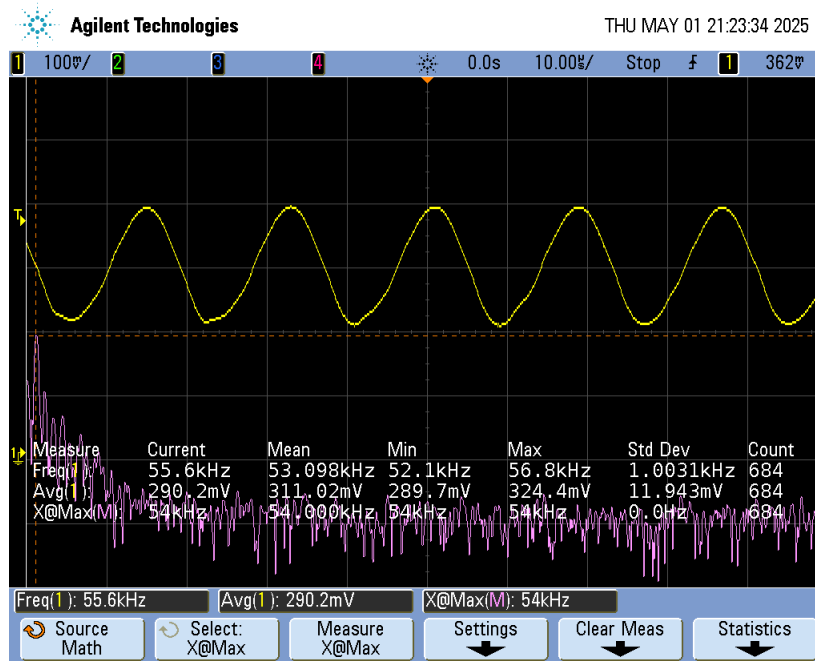 Agilent Technologies THU MAY 01 21:23:34 2025
1 100mV/ 2 3 4 0.0s 10.00us/ Stop 1 362mV
T
1
Measure Current Mean Min Max Std Dev Count
Freq(1): 55.6kHz 53.098kHz 52.1kHz 56.8kHz 1.0031kHz 684
Avg(1): 290.2mV 311.02mV 289.7mV 324.4mV 11.943mV 684
X@Max(M): 54kHz 54.000kHz 54kHz 54kHz 0.0Hz 684
Freq(1): 55.6kHz Avg(1): 290.2mV X@Max(M): 54kHz
Source Select: Measure Settings Clear Meas Statistics
Math X@Max X@Max